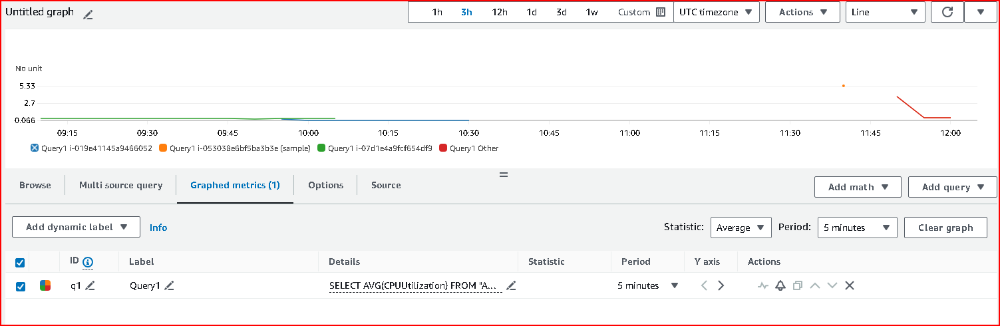 Untitled graph
1h 3h 12h 1d 3d 1w Custom UTC timezone Actions Line
No unit
5.33
2.7
0.066
09:15 09:30 09:45 10:00 10:15 10:30 10:45 11:00 11:15 11:30 11:45 12:00
Query1 i-019e41145a9466052 Query1 i-053038e6bf5ba3b3e (sample) Query1 i-07d1e4a9fcf654df9 Query1 Other
Browse Multi source query Graphed metrics (1) Options Source Add math Add query
Add dynamic label Info Statistic: Average Period: 5 minutes Clear graph
ID Label Details Statistic Period Y axis Actions
q1 Query1 SELECT AVG(CPUUtilization) FROM "A... 5 minutes